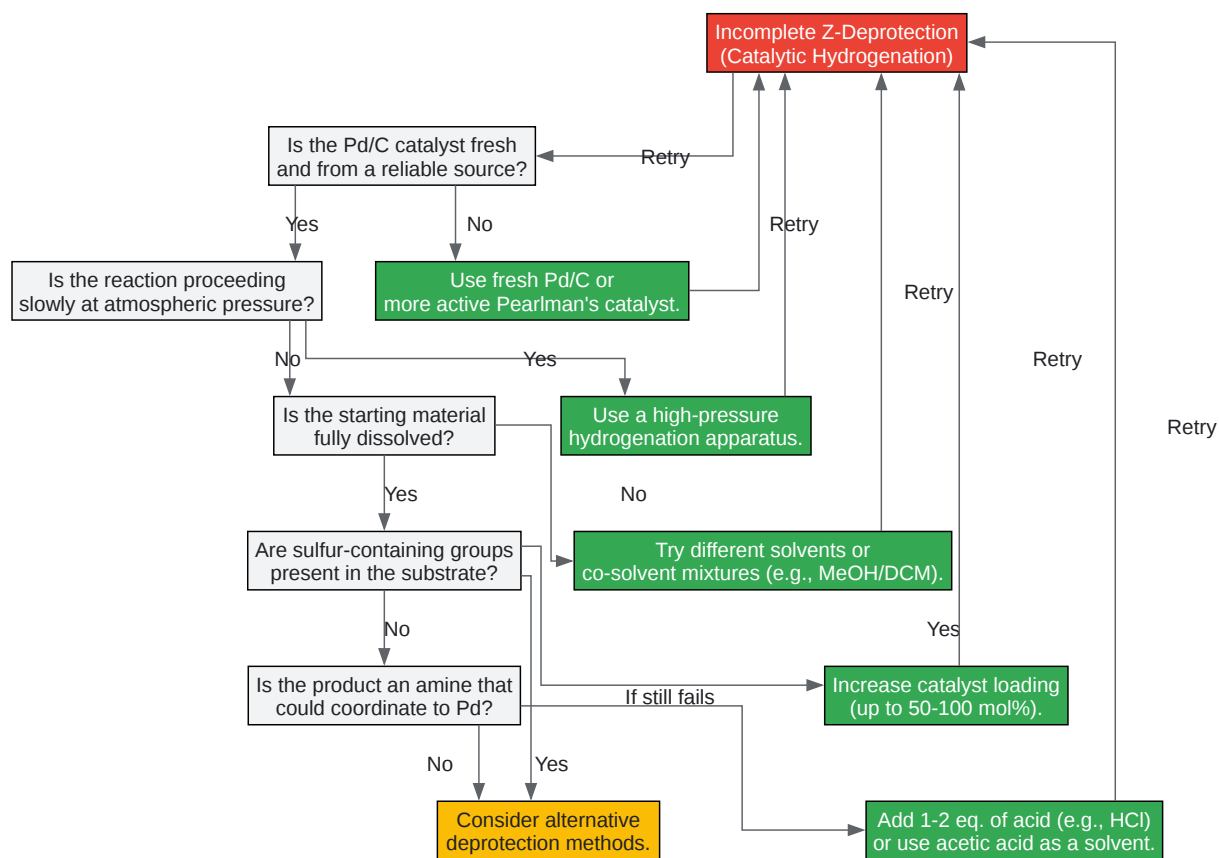 Incomplete Z-Deprotection
(Catalytic Hydrogenation)
Is the Pd/C catalyst fresh
and from a reliable source?
Retry
Yes
No
Retry
Is the reaction proceeding
slowly at atmospheric pressure?
Use fresh Pd/C or
more active Pearlman's catalyst.
Retry
No
Yes
Retry
Is the starting material
fully dissolved?
Use a high-pressure
hydrogenation apparatus.
Retry
Yes
No
Are sulfur-containing groups
present in the substrate?
Try different solvents or
co-solvent mixtures (e.g., MeOH/DCM).
No
Yes
Is the product an amine that
could coordinate to Pd?
If still fails
Increase catalyst loading
(up to 50-100 mol%).
No
Yes
Consider alternative
deprotection methods.
Add 1-2 eq. of acid (e.g., HCl)
or use acetic acid as a solvent.